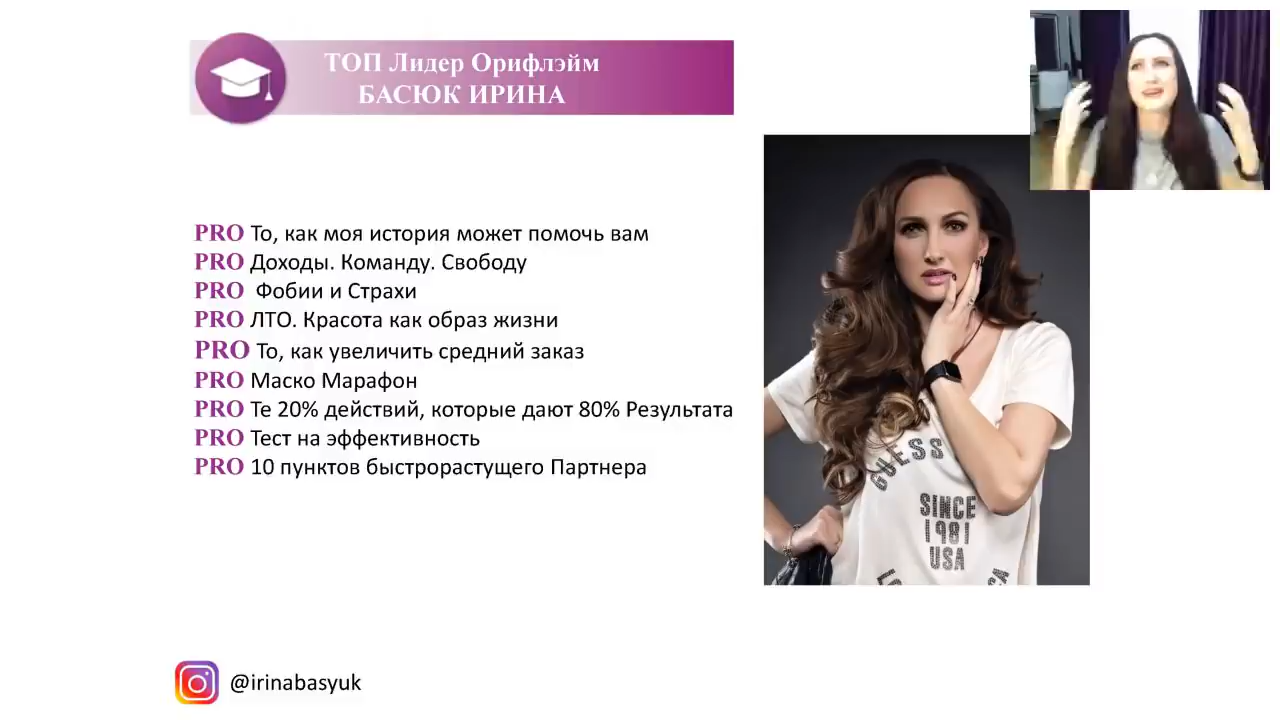 ТОП Лидер Орифлэйм
БАСЮК ИРИНА
PRO То, как моя история может помочь вам
PRO Доходы. Команду. Свободу
PRO Фобии и Страхи
PRO ЛТО. Красота как образ жизни
PRO То, как увеличить средний заказ
PRO Маско Марафон
PRO Те 20% действий, которые дают 80% Результата
PRO Тест на эффективность
PRO 10 пунктов быстрорастущего Партнера
GUESS
SINCE
1981
USA
@irinabasyuk